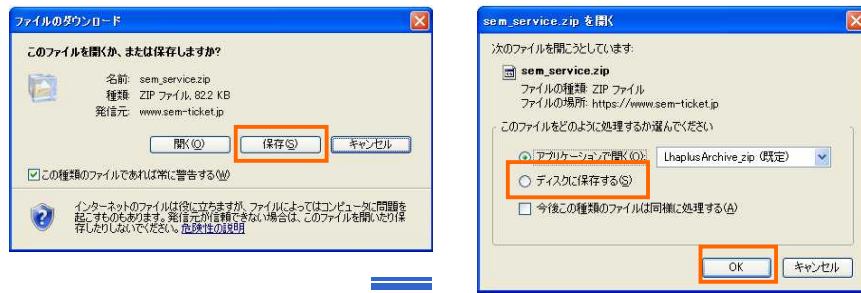 ファイルのダウンロード
このファイルを開くか、または保存しますか?
名前: sem_service.zip
種類: ZIP ファイル, 82.2 KB
発信元: www.sem-ticket.jp
開く(O)
保存(S)
キャンセル
この種類のファイルであれば常に警告する(W)
インターネットのファイルは役に立ちますが、ファイルによってはコンピュータに問題を
起こすものもあります。発信元が信頼できない場合は、このファイルを開いたり保
存したりしないでください。危険性の説明
sem_service.zip を開く
次のファイルを開こうとしています:
sem_service.zip
ファイルの種類: ZIP ファイル
ファイルの場所: https://www.sem-ticket.jp
このファイルをどのように処理するか選んでください
アプリケーションで開く(O):
LhaplusArchive_zip (既定)
ディスクに保存する(S)
今後この種類のファイルは同様に処理する(A)
OK
キャンセル